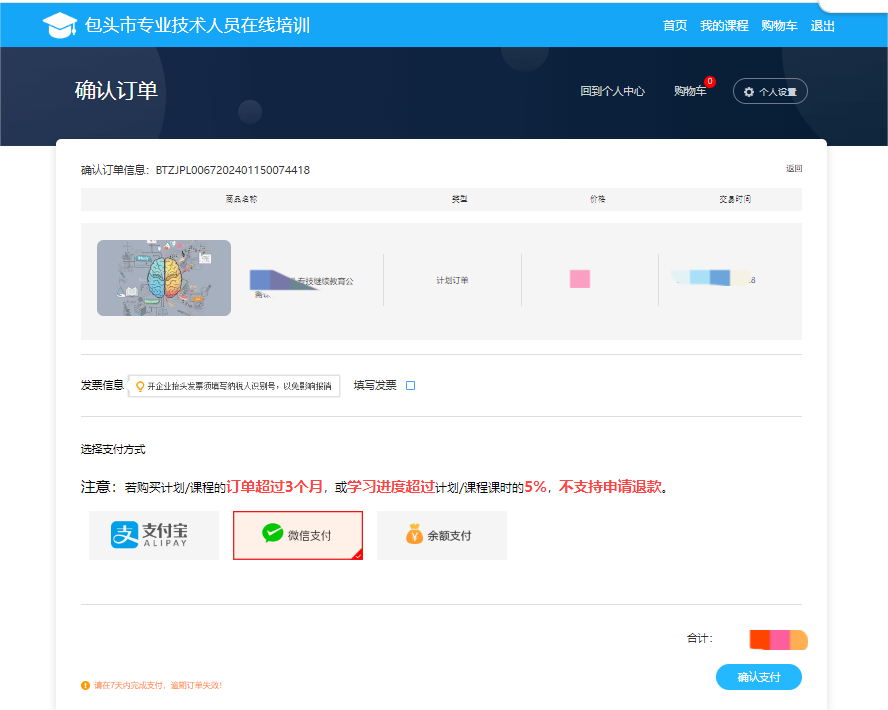 包头市专业技术人员在线培训
首页 我的课程 购物车 退出
确认订单
回到个人中心 购物车 0 个人设置
确认订单信息：BTZJPL0067202401150074418
返回
商品名称 类型 价格 交易时间
专技继续教育公
需
计划订单
8
发票信息 开企业抬头发票须填写纳税人识别号，以免影响报销 填写发票
选择支付方式
注意：若购买计划/课程的订单超过3个月，或学习进度超过计划/课程课时的5%，不支持申请退款。
支付宝
ALIPAY
微信支付
余额支付
合计：
确认支付
请在7天内完成支付，逾期订单失效！